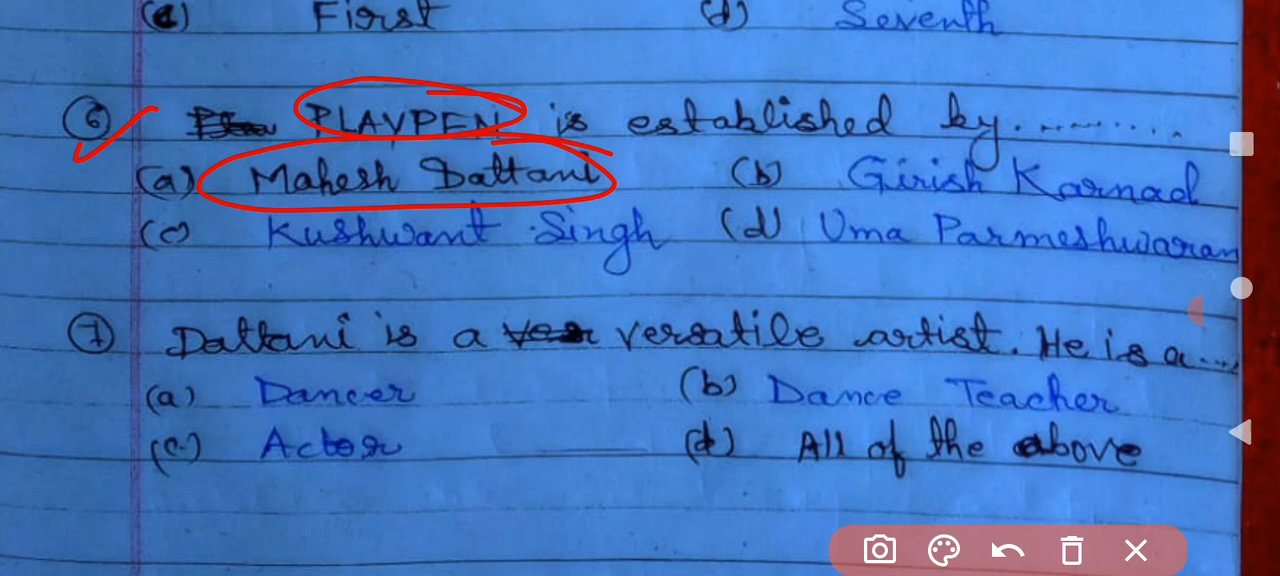 (c) First (d) Seventh
6 PLAYPEN is established by..........
(a) Mahesh Dattani (b) Girish Karnad
(c) Kushwant Singh (d) Uma Parmeshwaran
7 Dattani is a versatile artist. He is a....
(a) Dancer (b) Dance Teacher
(c) Actor (d) All of the above